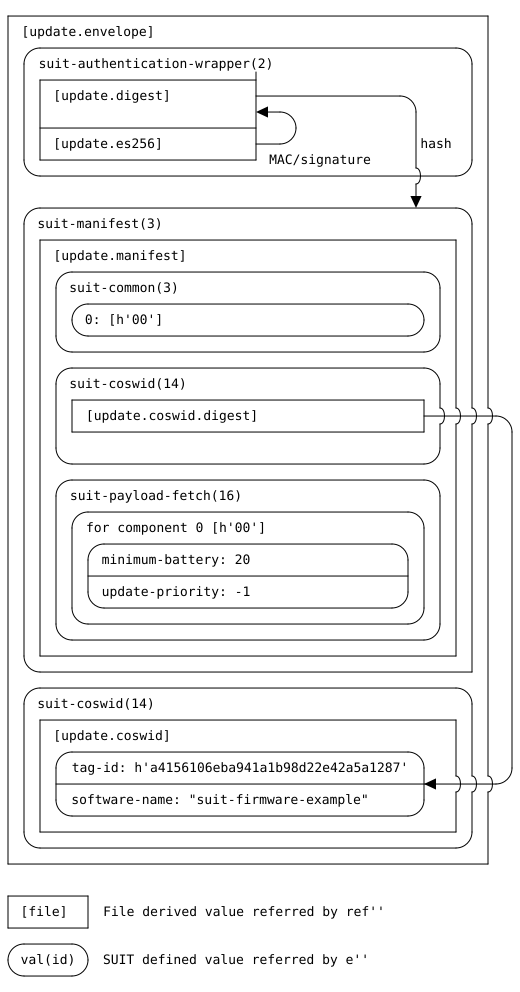 [update.envelope]
suit-authentication-wrapper(2)
[update.digest]
hash
[update.es256]
MAC/signature
suit-manifest(3)
[update.manifest]
suit-common(3)
0: [h'00']
suit-coswid(14)
[update.coswid.digest]
suit-payload-fetch(16)
for component 0 [h'00']
minimum-battery: 20
update-priority: -1
suit-coswid(14)
[update.coswid]
tag-id: h'a4156106eba941a1b98d22e42a5a1287'
software-name: "suit-firmware-example"
[file] File derived value referred by ref''
val(id) SUIT defined value referred by e''